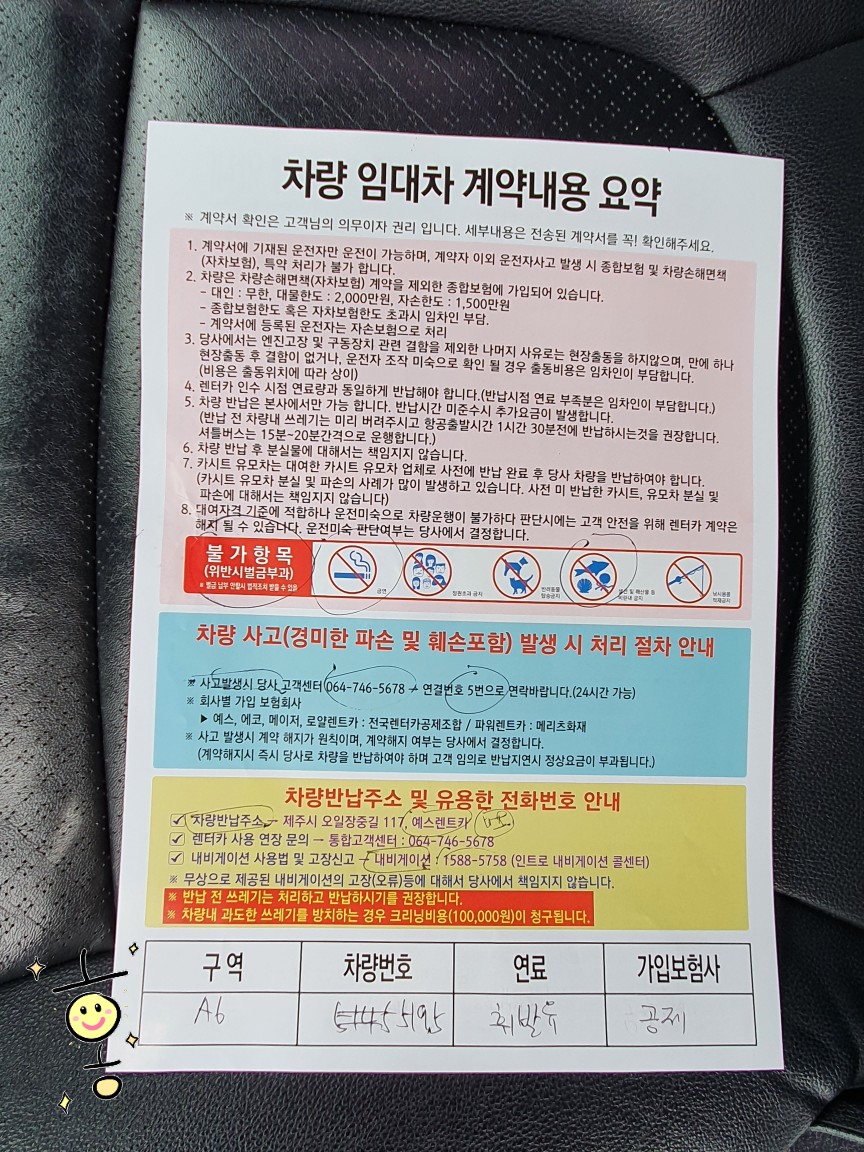 차량 임대차 계약내용 요약
※ 계약서 확인은 고객님의 의무이자 권리 입니다. 세부내용은 전송된 계약서를 꼭! 확인해주세요.
1. 계약서에 기재된 운전자만 운전이 가능하며, 계약자 이외 운전자사고 발생 시 종합보험 및 차량손해면책
(자차보험), 특약 처리가 불가 합니다.
2. 차량은 차량손해면책(자차보험) 계약을 제외한 종합보험에 가입되어 있습니다.
- 대인 : 무한, 대물한도 : 2,000만원, 자손한도 : 1,500만원
- 종합보험한도 혹은 자차보험한도 초과시 임차인 부담.
- 계약서에 등록된 운전자는 자손보험으로 처리
3. 당사에서는 엔진고장 및 구동장치 관련 결함을 제외한 나머지 사유로는 현장출동을 하지않으며, 만에 하나
현장출동 후 결함이 없거나, 운전자 조작 미숙으로 확인 될 경우 출동비용은 임차인이 부담합니다.
(비용은 출동위치에 따라 상이)
4. 렌터카 인수 시점 연료량과 동일하게 반납해야 합니다.(반납시점 연료 부족분은 임차인이 부담합니다.)
5. 차량 반납은 본사에서만 가능 합니다. 반납시간 미준수시 추가요금이 발생합니다.
(반납 전 차량내 쓰레기는 미리 버려주시고 항공출발시간 1시간 30분전에 반납하시는것을 권장합니다.
셔틀버스는 15분~20분간격으로 운행합니다.)
6. 차량 반납 후 분실물에 대해서는 책임지지 않습니다.
7. 카시트 유모차는 대여한 카시트 유모차 업체로 사전에 반납 완료 후 당사 차량을 반납하여야 합니다.
(카시트 유모차 분실 및 파손의 사례가 많이 발생하고 있습니다. 사전 미 반납한 카시트, 유모차 분실 및
파손에 대해서는 책임지지 않습니다)
8. 대여자격 기준에 적합하나 운전미숙으로 차량운행이 불가하다 판단시에는 고객 안전을 위해 렌터카 계약은
해지 될 수 있습니다. 운전미숙 판단여부는 당사에서 결정합니다.
불가항목
(위반시벌금부과)
※ 벌금 납부 안할시 법적조치 받을 수 있음
금연
정원초과 금지
반려동물
탑승금지
낚시용품
적재금지
차량 사고(경미한 파손 및 훼손포함) 발생 시 처리 절차 안내
※ 사고발생시 당사 고객센터 064-746-5678 → 연결번호 5번으로 연락바랍니다.(24시간 가능)
※ 회사별 가입 보험회사
▶ 예스, 에코, 메이저, 로얄렌트카 : 전국렌터카공제조합 / 파워렌트카 : 메리츠화재
※ 사고 발생시 계약 해지가 원칙이며, 계약해지 여부는 당사에서 결정합니다.
(계약해지시 즉시 당사로 차량을 반납하여야 하며 고객 임의로 반납지연시 정상요금이 부과됩니다.)
차량반납주소 및 유용한 전화번호 안내
차량반납주소 → 제주시 오일장중길 117, 예스렌트카
렌터카 사용 연장 문의 → 통합고객센터 : 064-746-5678
내비게이션 사용법 및 고장신고 → 내비게이션 : 1588-5758 (인트로 내비게이션 콜센터)
※ 무상으로 제공된 내비게이션의 고장(오류)등에 대해서 당사에서 책임지지 않습니다.
※ 반납 전 쓰레기는 처리하고 반납하시기를 권장합니다.
※ 차량내 과도한 쓰레기를 방치하는 경우 크리닝비용(100,000원)이 청구됩니다.
구역 차량번호 연료 가입보험사
A6 5195 휘발유 공제